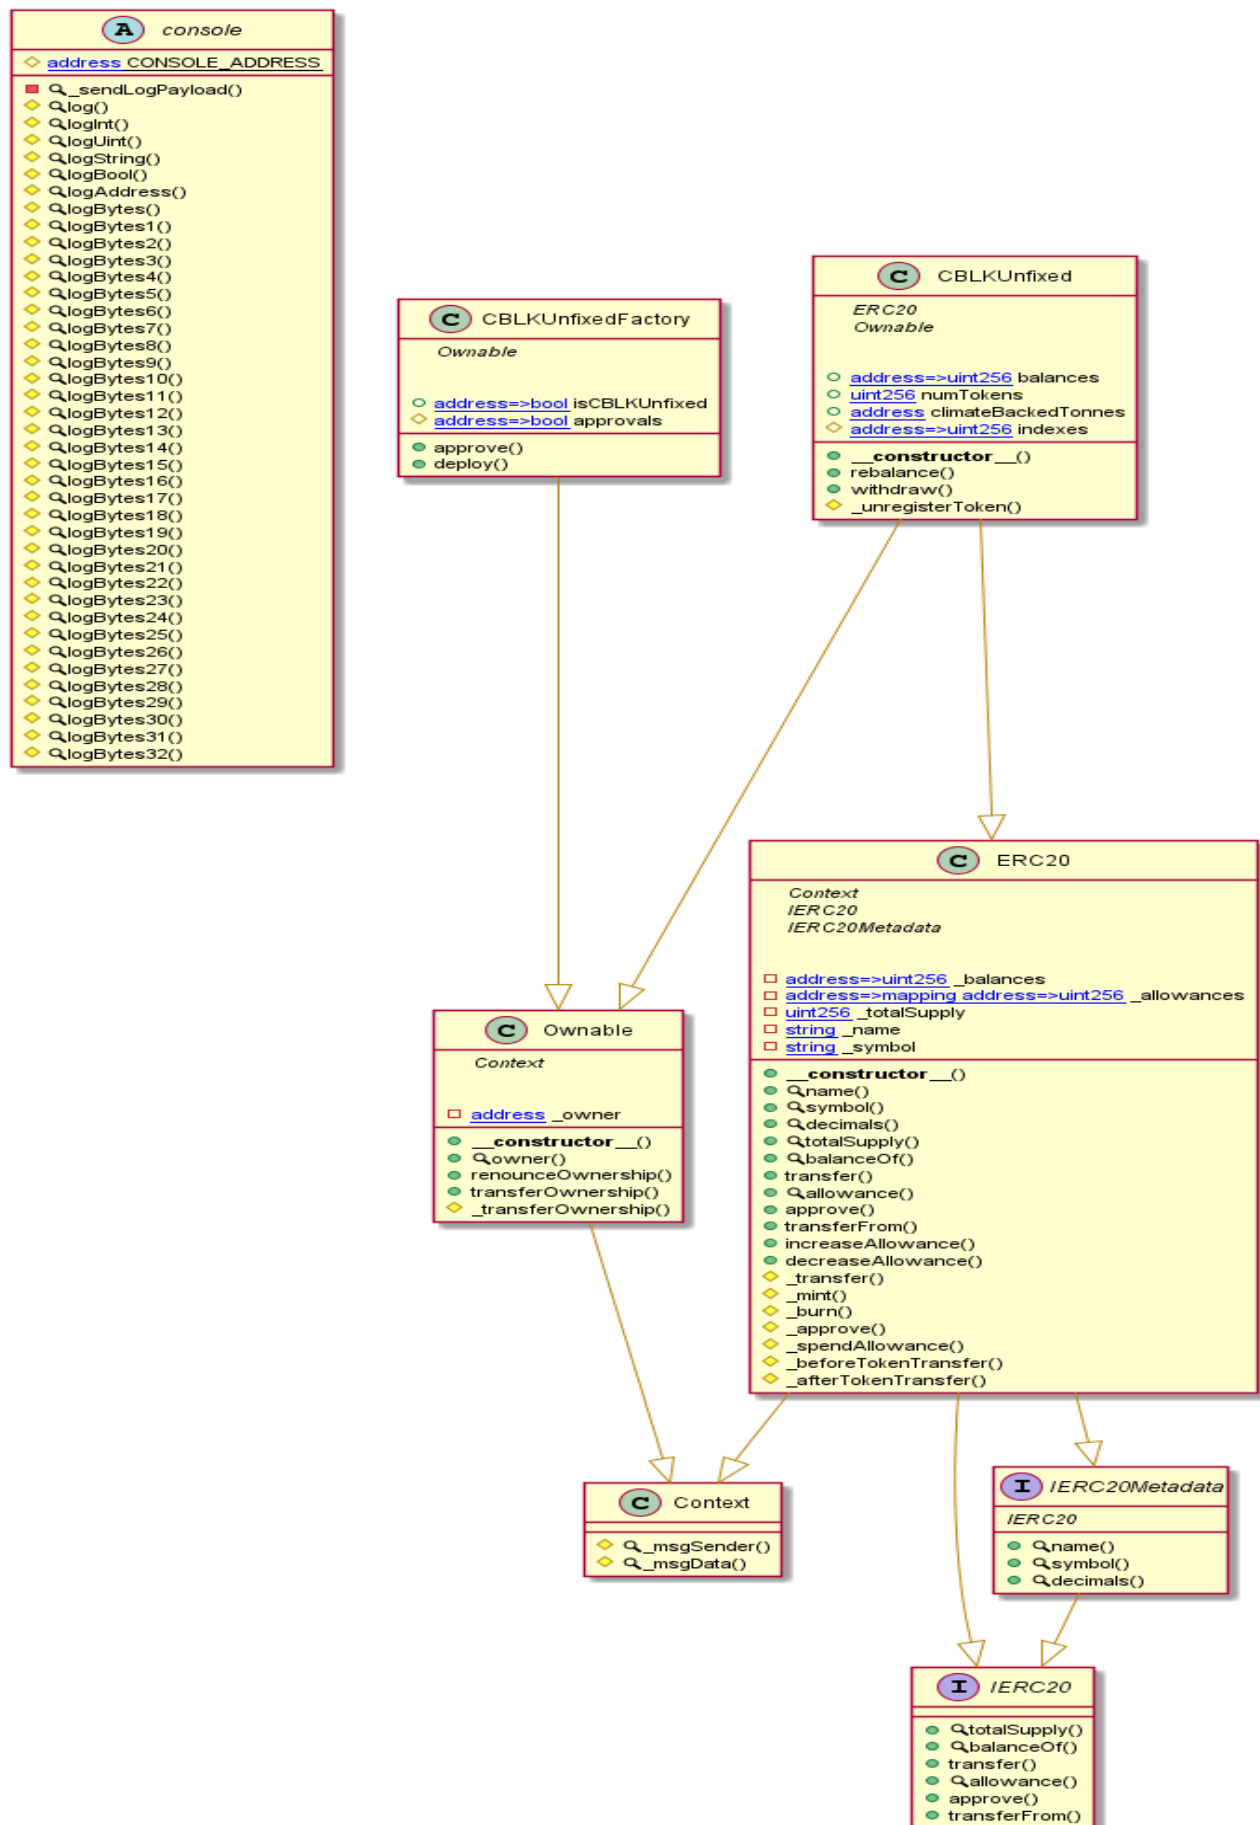 A console
address CONSOLE_ADDRESS
_sendLogPayload()
log()
logInt()
logUint()
logString()
logBool()
logAddress()
logBytes()
logBytes1()
logBytes2()
logBytes3()
logBytes4()
logBytes5()
logBytes6()
logBytes7()
logBytes8()
logBytes9()
logBytes10()
logBytes11()
logBytes12()
logBytes13()
logBytes14()
logBytes15()
logBytes16()
logBytes17()
logBytes18()
logBytes19()
logBytes20()
logBytes21()
logBytes22()
logBytes23()
logBytes24()
logBytes25()
logBytes26()
logBytes27()
logBytes28()
logBytes29()
logBytes30()
logBytes31()
logBytes32()
C CBLKUnfixedFactory
Ownable
address=>bool isCBLKUnfixed
address=>bool approvals
approve()
deploy()
C CBLKUnfixed
ERC20
Ownable
address=>uint256 balances
uint256 numTokens
address climateBackedTonnes
address=>uint256 indexes
__constructor__()
rebalance()
withdraw()
_unregisterToken()
C ERC20
Context
IERC20
IERC20Metadata
address=>uint256 _balances
address=>mapping address=>uint256 _allowances
uint256 _totalSupply
string _name
string _symbol
__constructor__()
name()
symbol()
decimals()
totalSupply()
balanceOf()
transfer()
allowance()
approve()
transferFrom()
increaseAllowance()
decreaseAllowance()
_transfer()
_mint()
_burn()
_approve()
_spendAllowance()
_beforeTokenTransfer()
_afterTokenTransfer()
C Ownable
Context
address _owner
__constructor__()
owner()
renounceOwnership()
transferOwnership()
_transferOwnership()
C Context
_msgSender()
_msgData()
I IERC20Metadata
IERC20
name()
symbol()
decimals()
I IERC20
totalSupply()
balanceOf()
transfer()
allowance()
approve()
transferFrom()